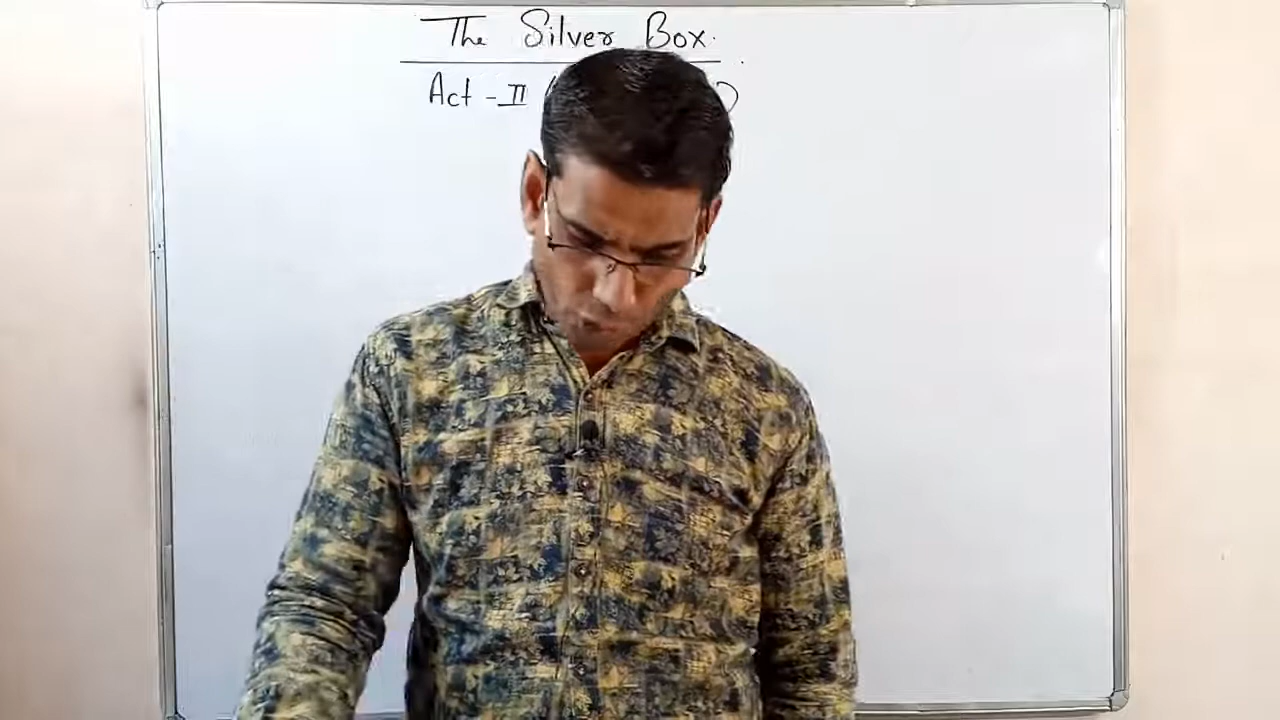 The Silver Box.
Act - II (